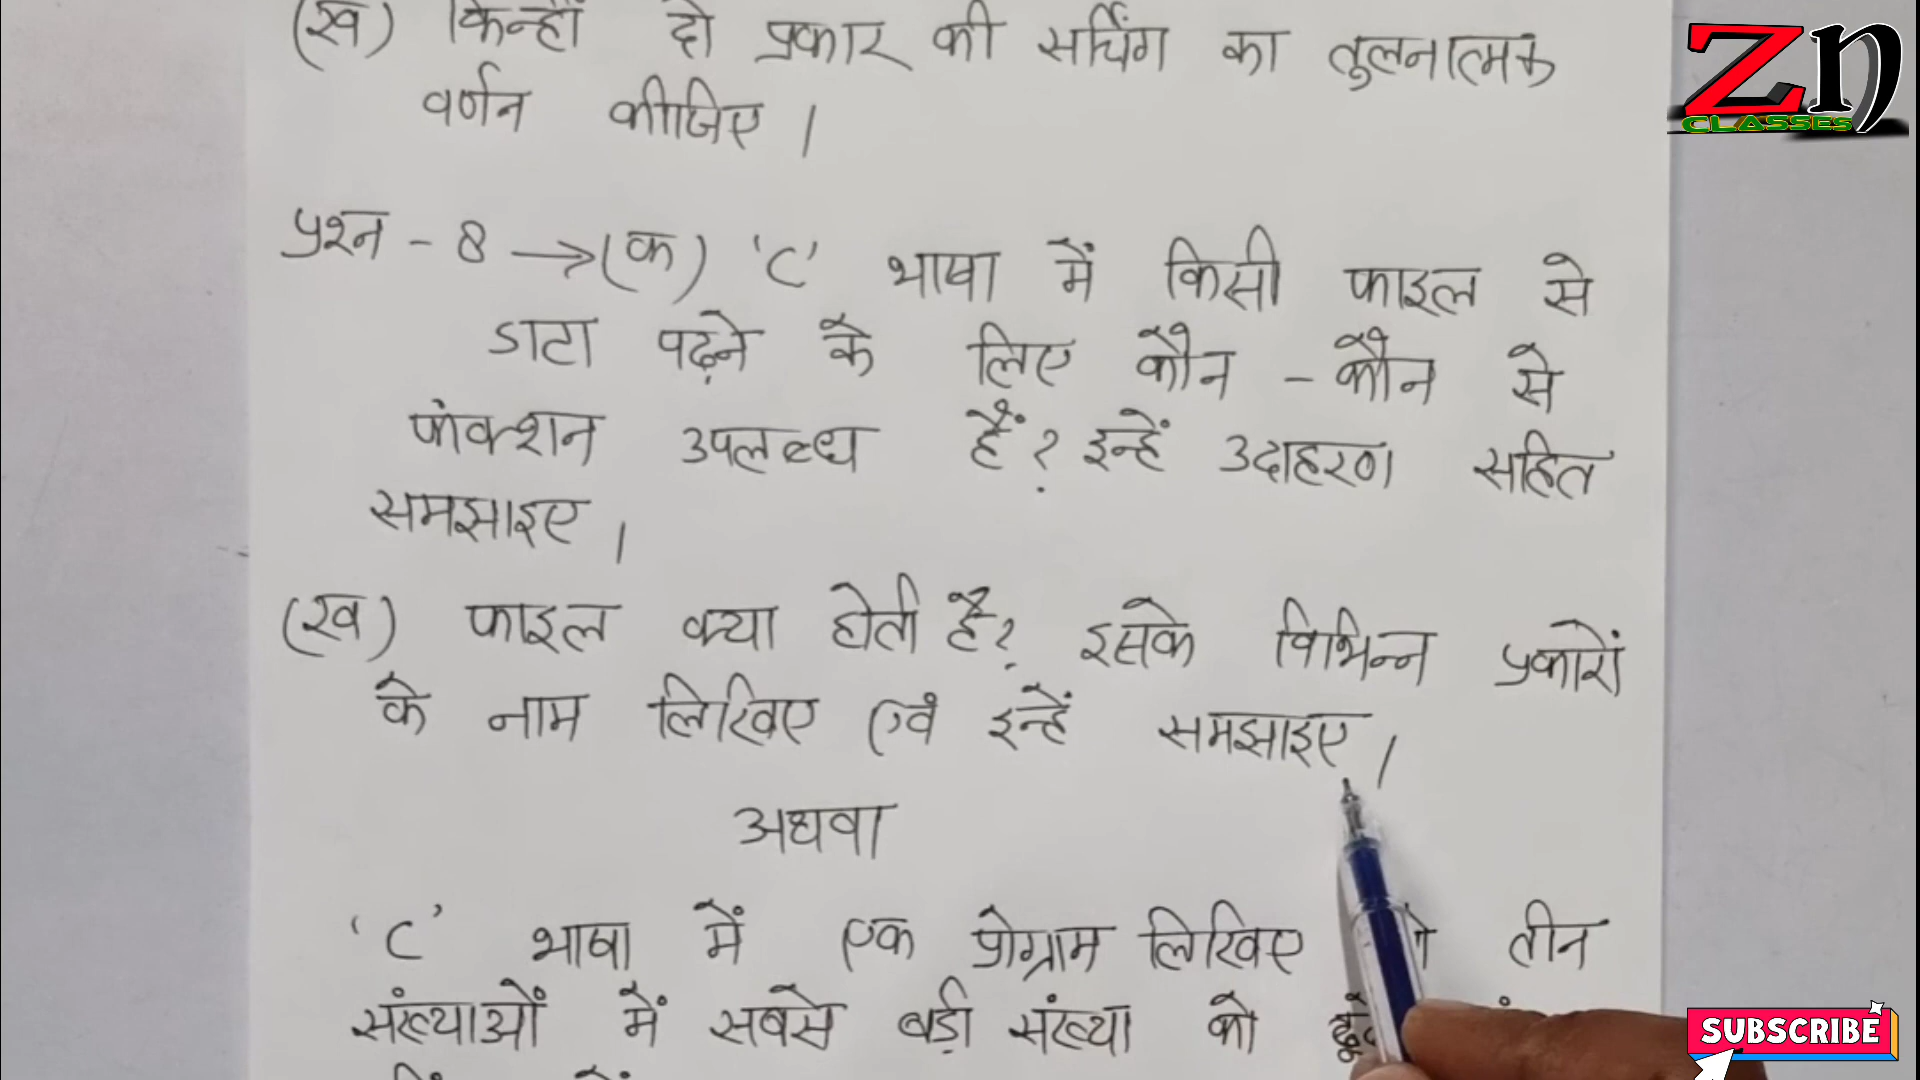 (ख) किन्हीं दो प्रकार की सर्चिंग का तुलनात्मक
वर्णन कीजिए ।
प्रश्न - 8 →(क) 'C' भाषा में किसी फाइल से
डाटा पढ़ने के लिए कौन - कौन से
फंक्शन उपलब्ध हैं? इन्हें उदाहरण सहित
समझाइए ।
(ख) फाइल क्या होती है? इसके विभिन्न प्रकारों
के नाम लिखिए एवं इन्हें समझाइए ।
अथवा
'C' भाषा में एक प्रोग्राम लिखिए तीन
संख्याओं में सबसे बड़ी संख्या को
Zn
CLASSES
SUBSCRIBE